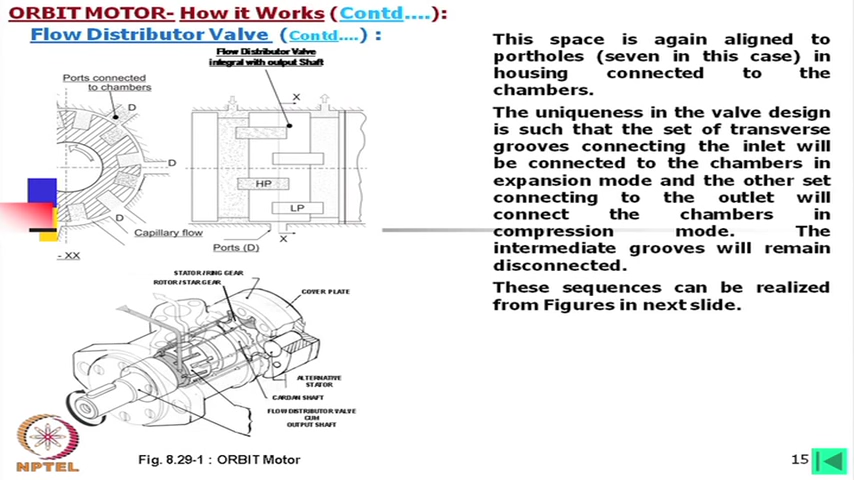 ORBIT MOTOR- How it Works (Contd....):
Flow Distributor Valve (Contd....) :
Flow Distributor Valve
integral with output Shaft
Ports connected
to chambers
D
D
D
Capillary flow
- XX
X
HP
LP
X
Ports (D)
STATOR/RING GEAR
ROTOR/STAR GEAR
COVER PLATE
ALTERNATIVE
STATOR
CARDAN SHAFT
FLOW DISTRIBUTOR VALVE
CUM
OUTPUT SHAFT
Fig. 8.29-1 : ORBIT Motor
This space is again aligned to
portholes (seven in this case) in
housing connected to the
chambers.
The uniqueness in the valve design
is such that the set of transverse
grooves connecting the inlet will
be connected to the chambers in
expansion mode and the other set
connecting to the outlet will
connect the chambers in
compression mode. The
intermediate grooves will remain
disconnected.
These sequences can be realized
from Figures in next slide.
NPTEL
15